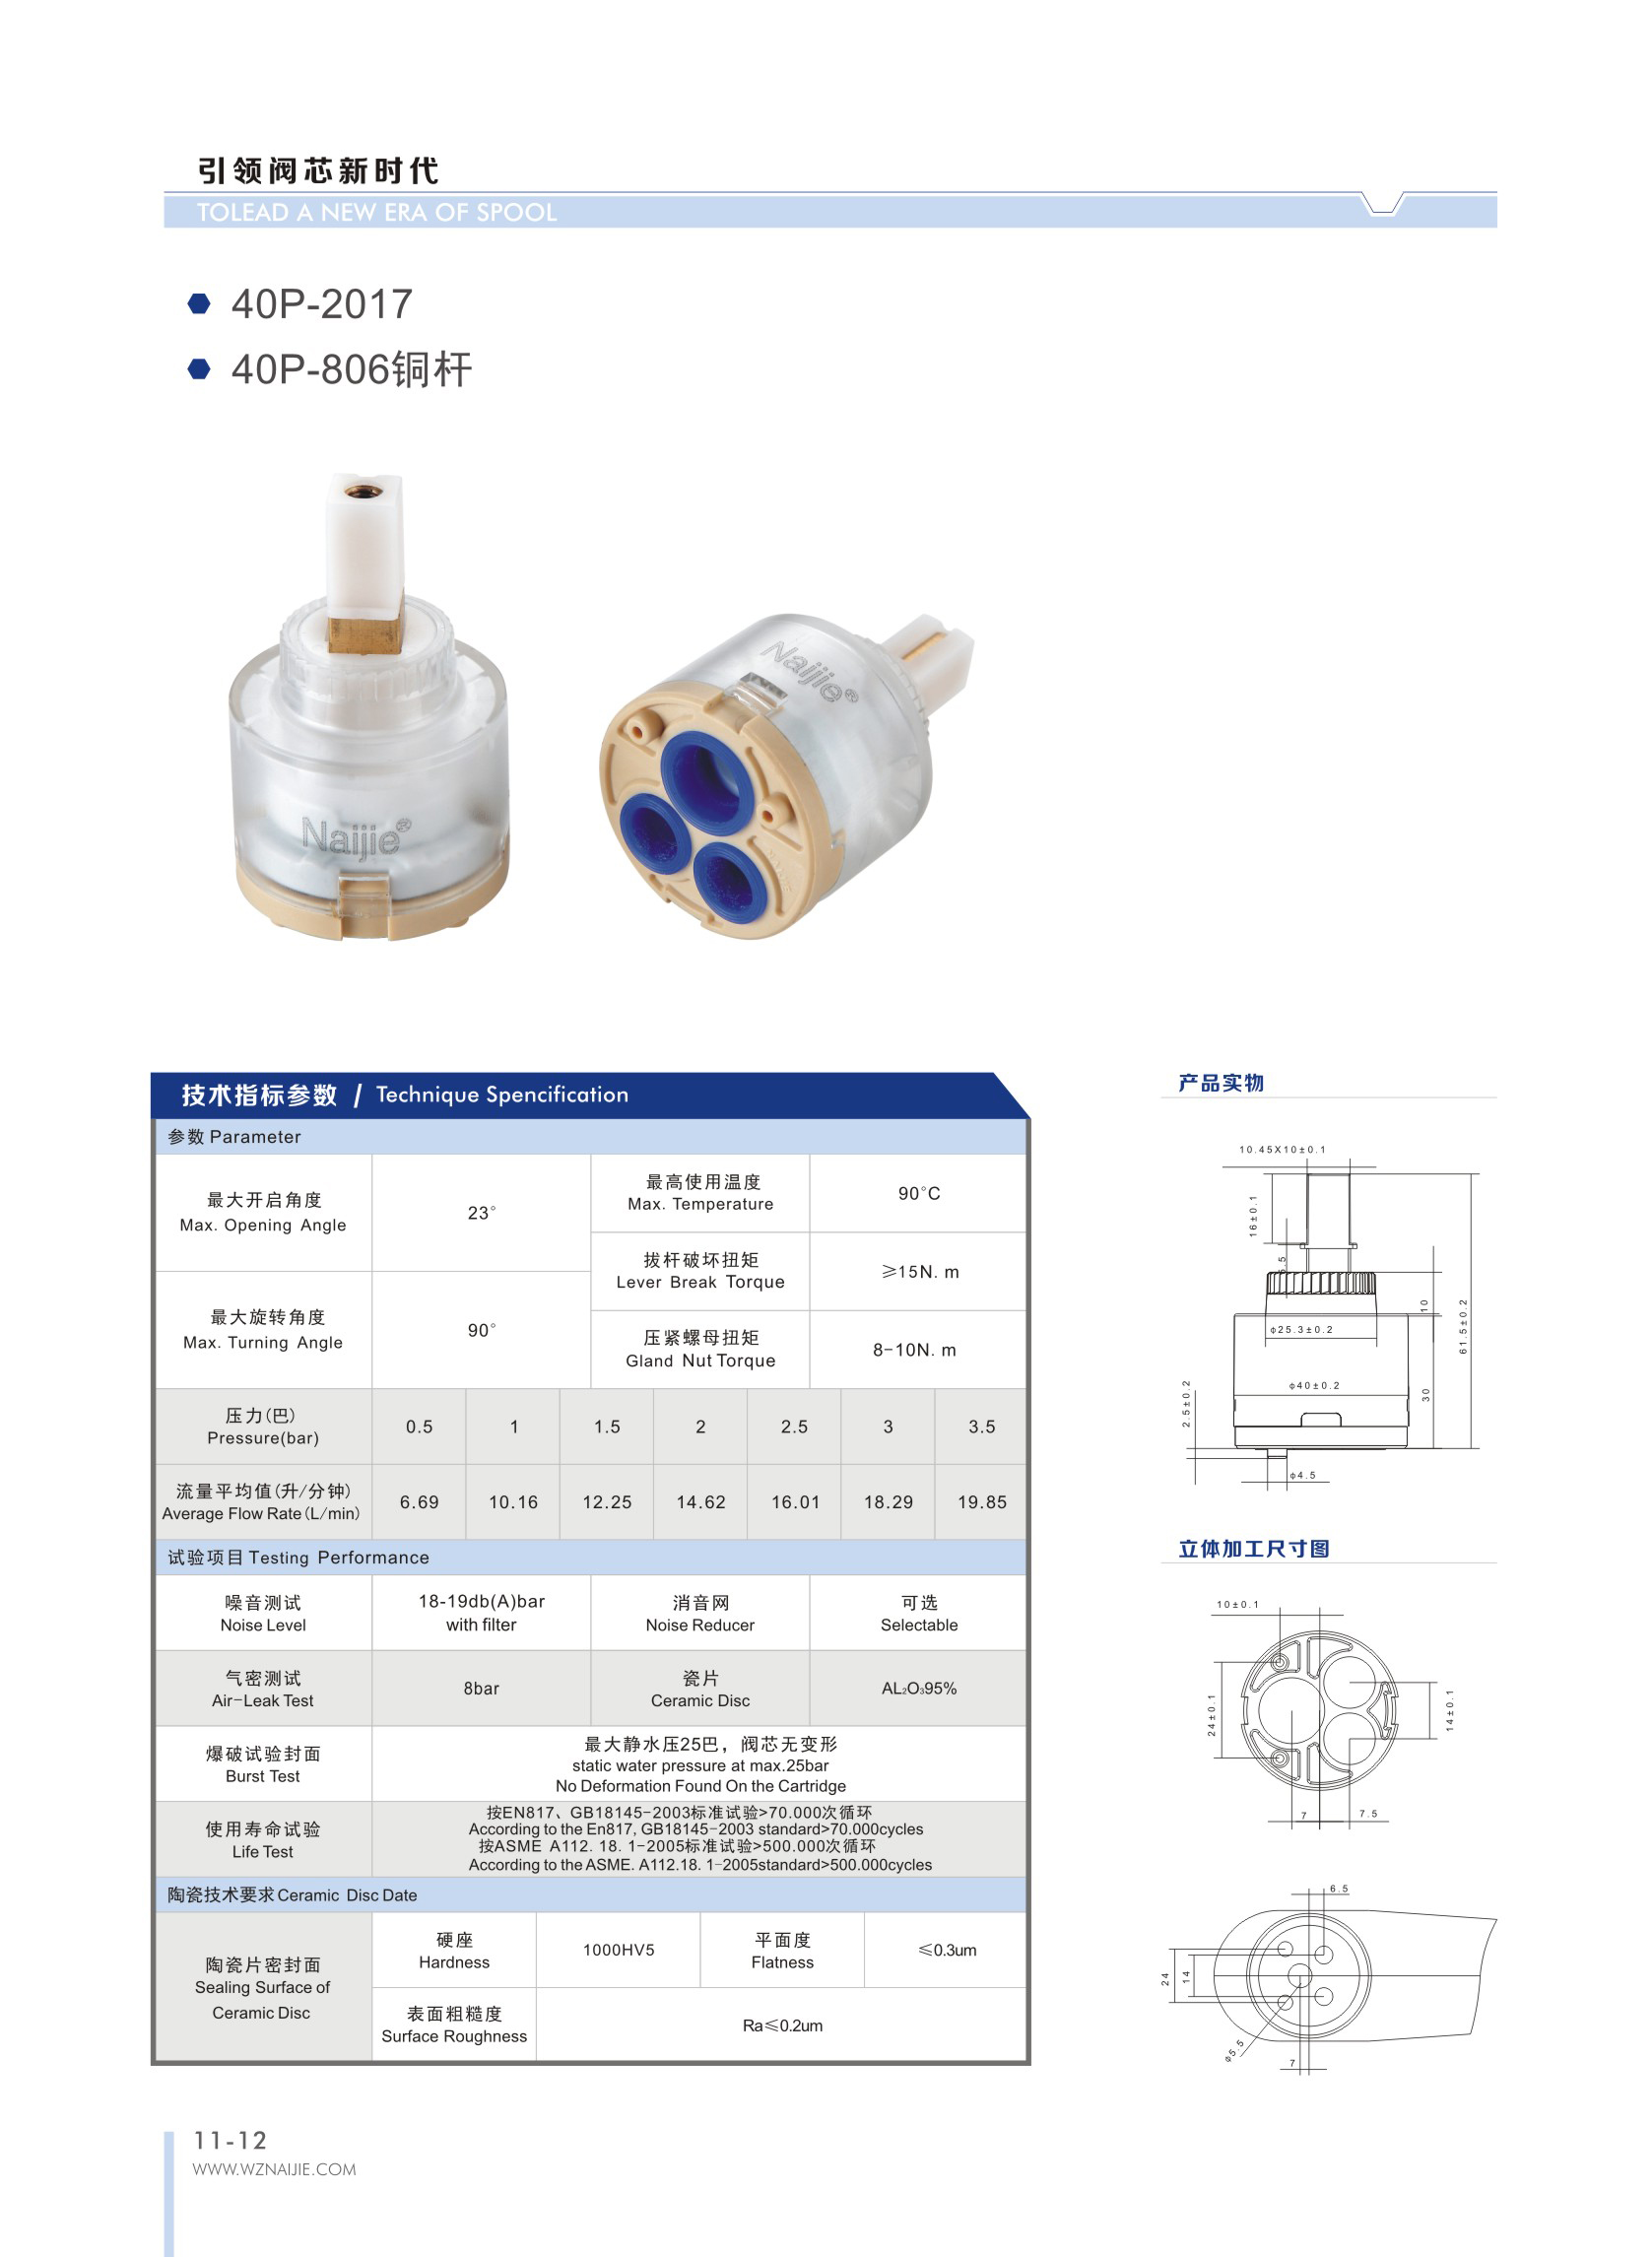 引领阀芯新时代
TOLEAD A NEW ERA OF SPOOL
40P-2017
40P-806铜杆
Naijie®
Naijie®
技术指标参数 / Technique Spencification
参数 Parameter
最大开启角度
Max. Opening Angle
23°
最高使用温度
Max. Temperature
90°C
拔杆破坏扭矩
Lever Break Torque
≥15N. m
最大旋转角度
Max. Turning Angle
90°
压紧螺母扭矩
Gland Nut Torque
8-10N. m
压力(巴)
Pressure(bar)
0.5 1 1.5 2 2.5 3 3.5
流量平均值(升/分钟)
Average Flow Rate(L/min)
6.69 10.16 12.25 14.62 16.01 18.29 19.85
试验项目 Testing Performance
噪音测试
Noise Level
18-19db(A)bar
with filter
消音网
Noise Reducer
可选
Selectable
气密测试
Air-Leak Test
8bar
瓷片
Ceramic Disc
AL₂O₃95%
爆破试验封面
Burst Test
最大静水压25巴，阀芯无变形
static water pressure at max.25bar
No Deformation Found On the Cartridge
使用寿命试验
Life Test
按EN817、GB18145-2003标准试验>70.000次循环
According to the En817, GB18145-2003 standard>70.000cycles
按ASME A112. 18. 1-2005标准试验>500.000次循环
According to the ASME. A112.18. 1-2005standard>500.000cycles
陶瓷技术要求 Ceramic Disc Date
陶瓷片密封面
Sealing Surface of
Ceramic Disc
硬座
Hardness
1000HV5
平面度
Flatness
≤0.3um
表面粗糙度
Surface Roughness
Ra≤0.2um
产品实物
10.45X10±0.1
16±0.1
10
61.5±0.2
φ25.3±0.2
φ40±0.2
30
2.5±0.2
φ4.5
立体加工尺寸图
10±0.1
24±0.1
14±0.1
7
7.5
6.5
24
14
φ5.5
7
11-12
WWW.WZNAIJIE.COM